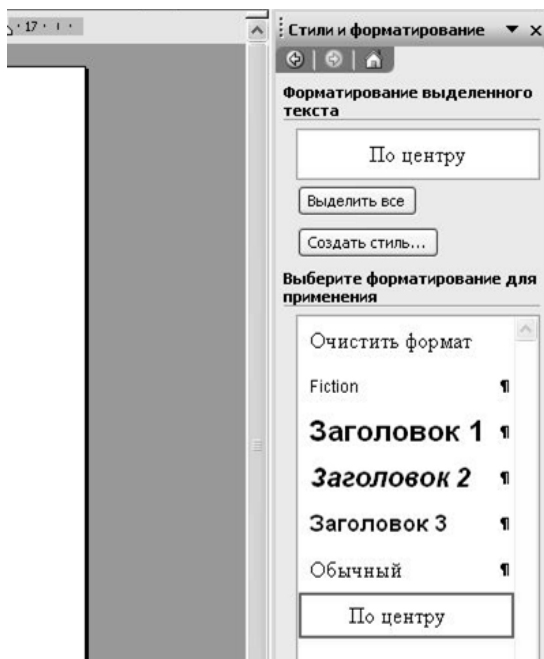 17
Стили и форматирование
Форматирование выделенного
текста
По центру
Выделить все
Создать стиль...
Выберите форматирование для
применения
Очистить формат
Fiction ¶
Заголовок 1 ¶
Заголовок 2 ¶
Заголовок 3 ¶
Обычный ¶
По центру